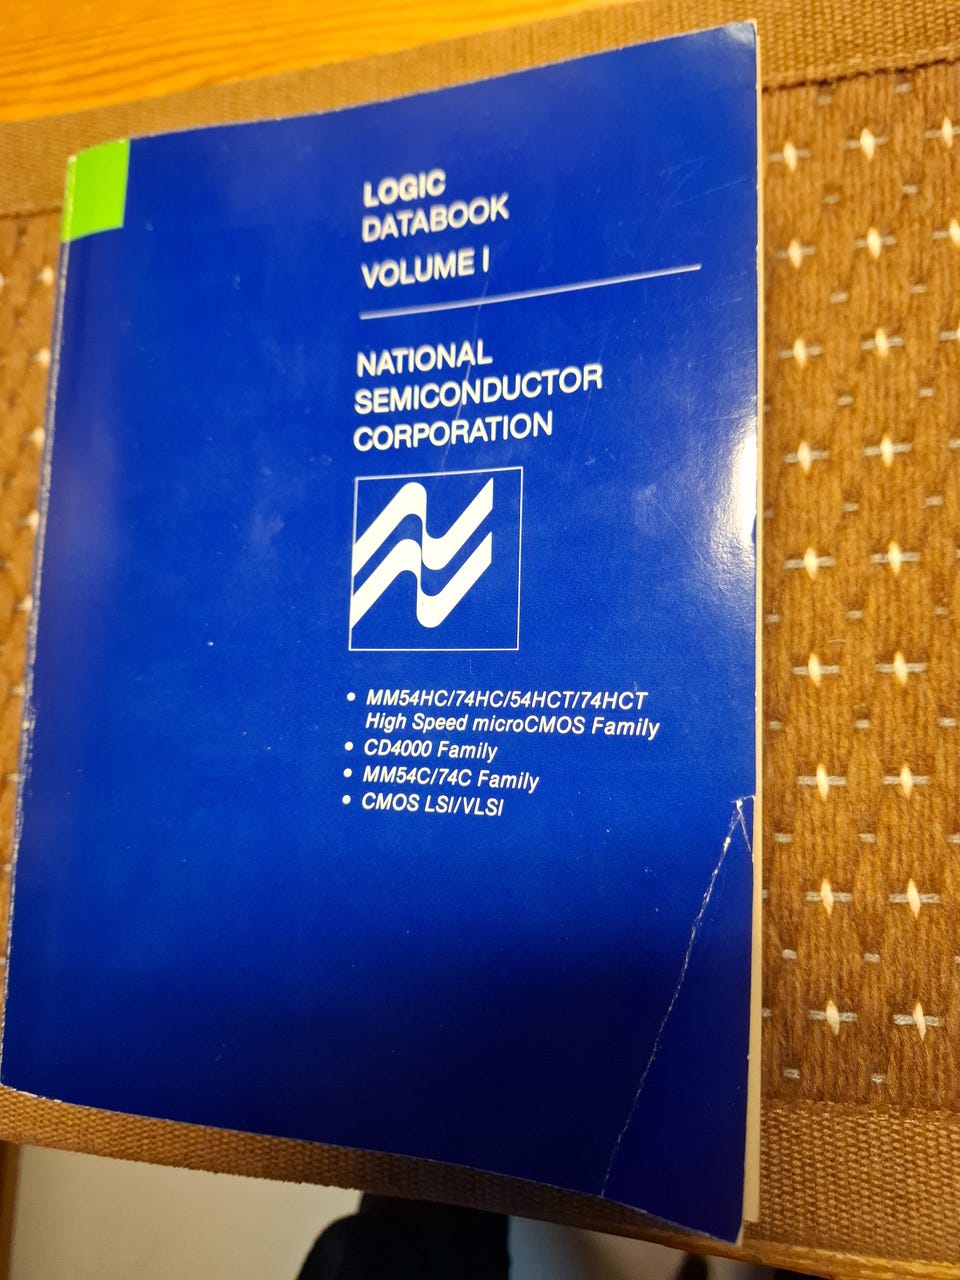 LOGIC
DATABOOK
VOLUME I
NATIONAL
SEMICONDUCTOR
CORPORATION
• MM54HC/74HC/54HCT/74HCT
High Speed microCMOS Family
• CD4000 Family
• MM54C/74C Family
• CMOS LSI/VLSI